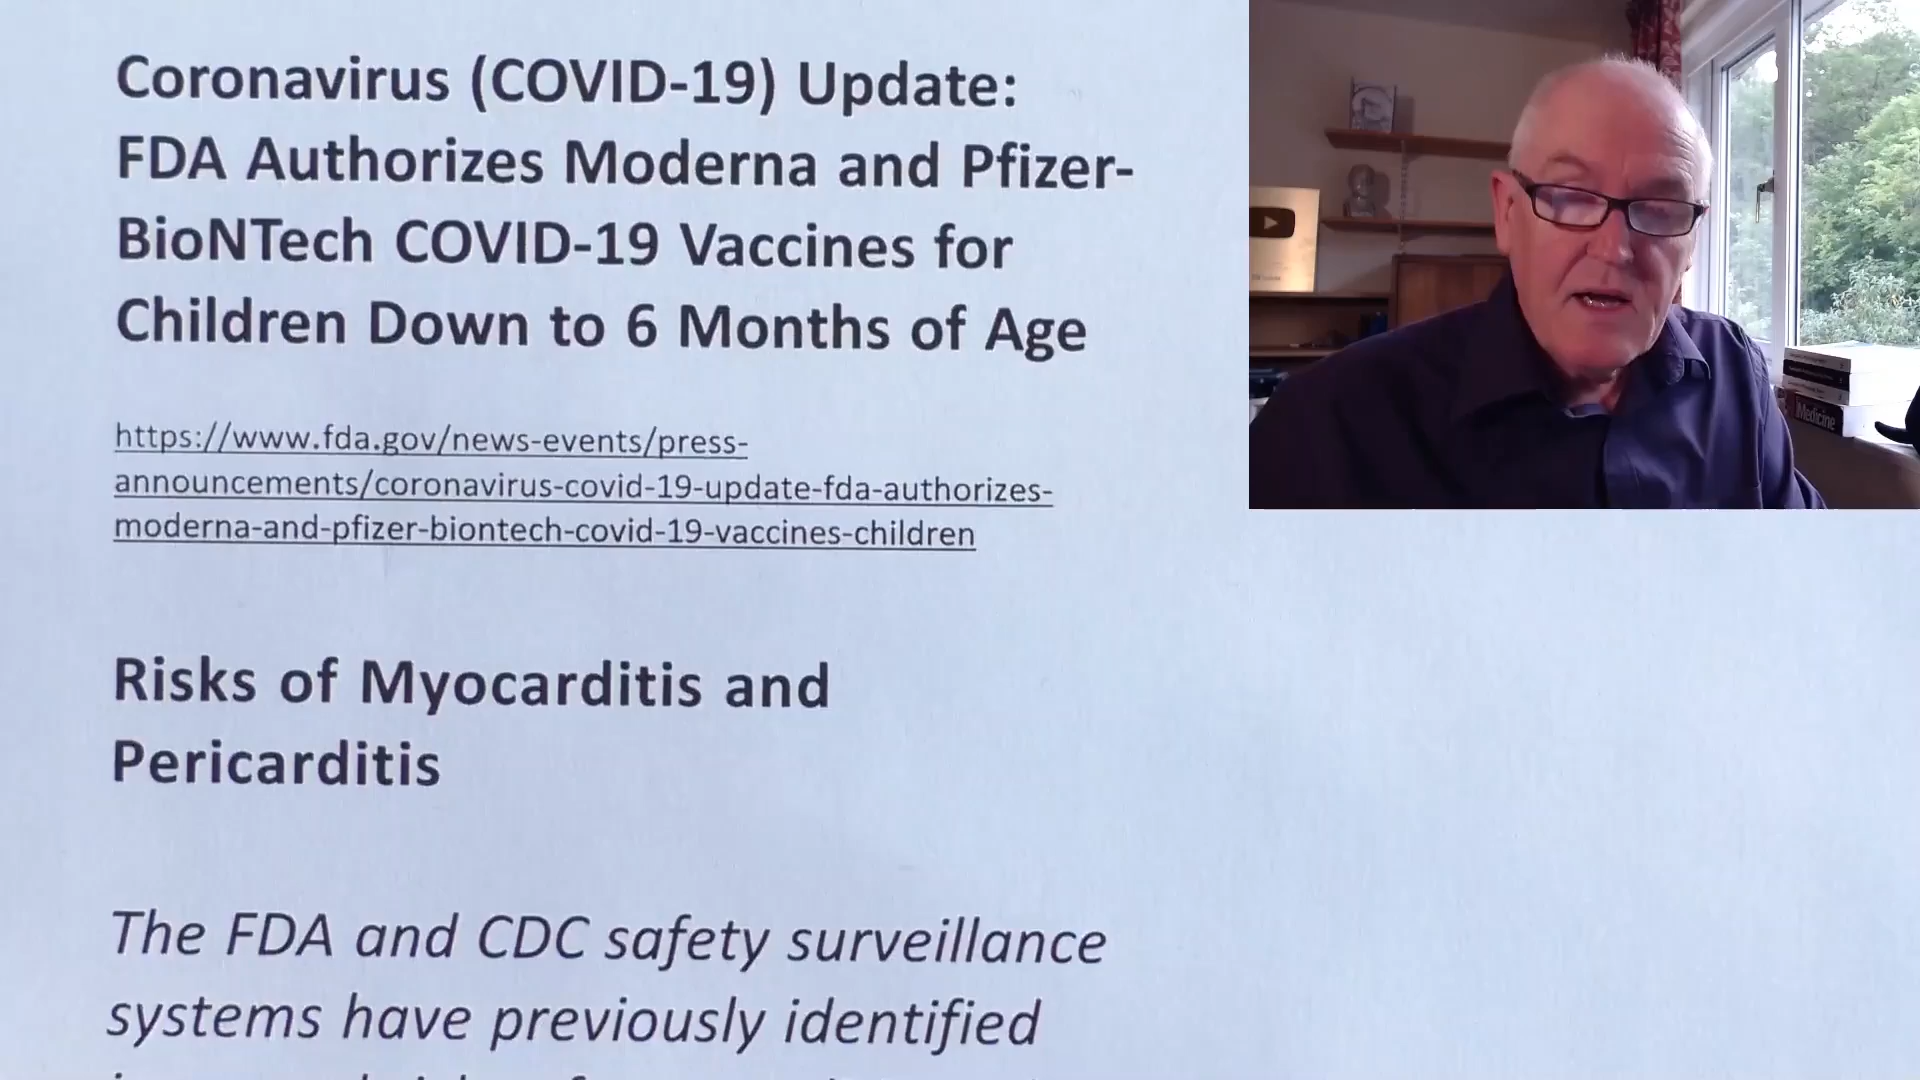 Coronavirus (COVID-19) Update:
FDA Authorizes Moderna and Pfizer-
BioNTech COVID-19 Vaccines for
Children Down to 6 Months of Age
https://www.fda.gov/news-events/press-
announcements/coronavirus-covid-19-update-fda-authorizes-
moderna-and-pfizer-biontech-covid-19-vaccines-children
Risks of Myocarditis and
Pericarditis
The FDA and CDC safety surveillance
systems have previously identified
Medicine